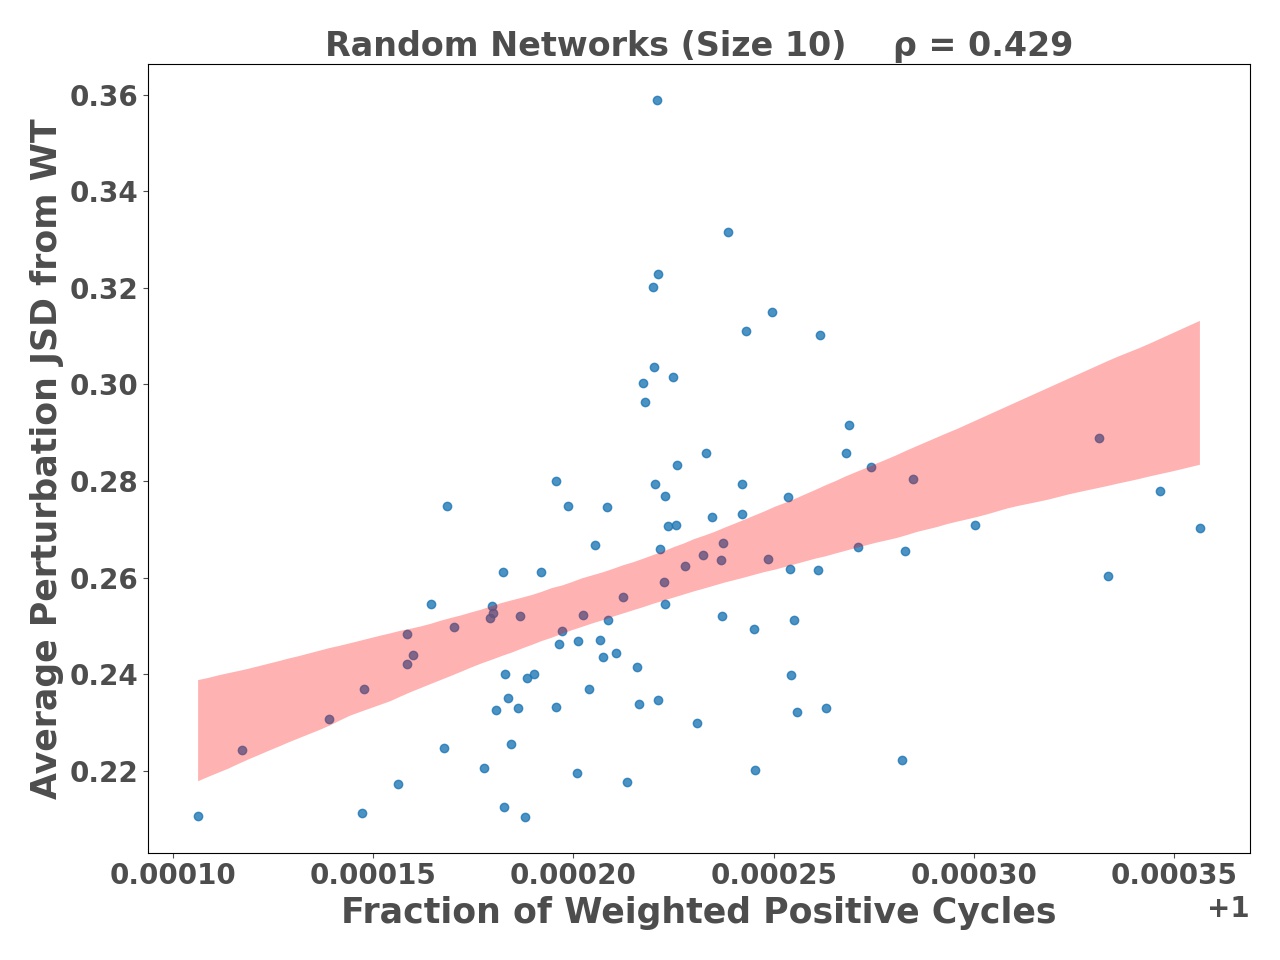 Random Networks (Size 10)    ρ = 0.429
Average Perturbation JSD from WT
0.36
0.34
0.32
0.30
0.28
0.26
0.24
0.22
0.00010 0.00015 0.00020 0.00025 0.00030 0.00035
Fraction of Weighted Positive Cycles
+1